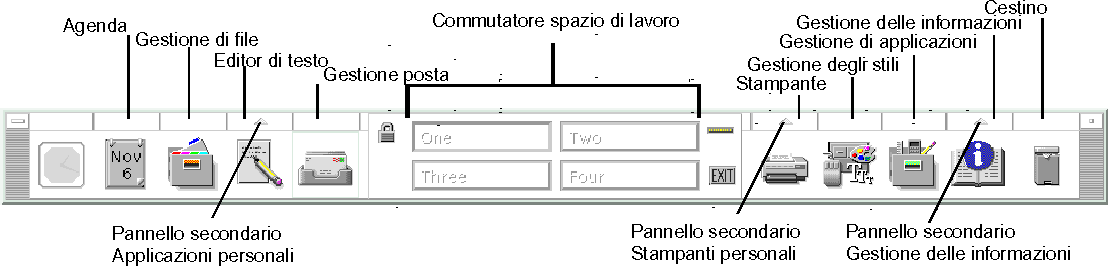 Cestino
Commutatore spazio di lavoro
Gestione delle informazioni
Agenda
Gestione di file
Gestione di applicazioni
Editor di testo
Gestione degli stili
Gestione posta
Stampante
One
Two
Nov
6
Three
Four
EXIT
Pannello secondario
Applicazioni personali
Pannello secondario
Stampanti personali
Pannello secondario
Gestione delle informazioni